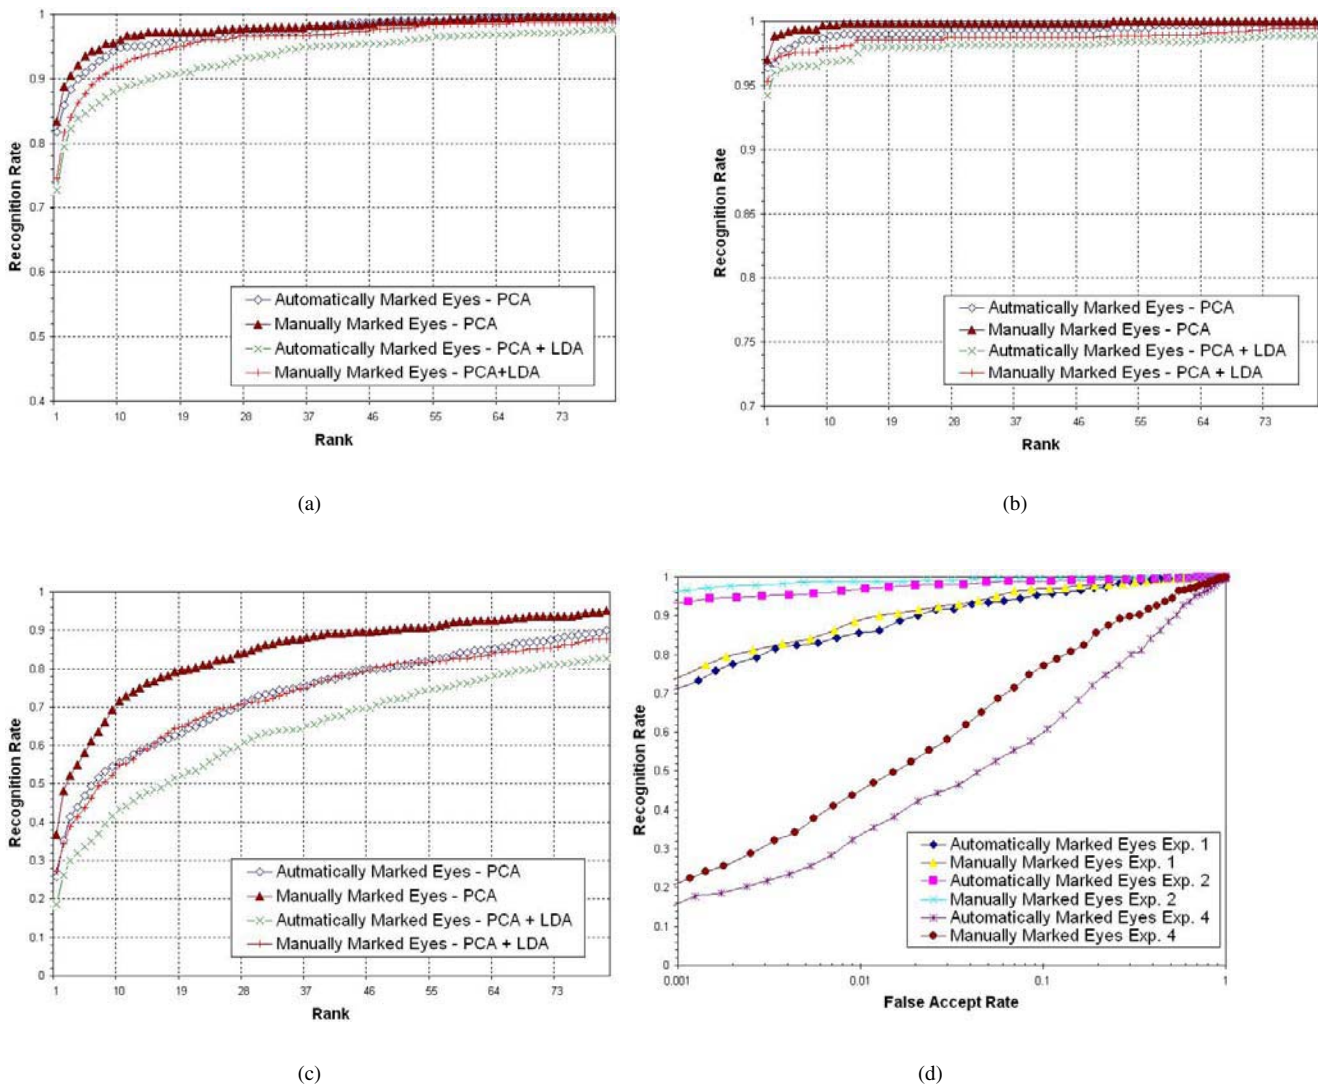 1
0.9
0.8
0.7
0.6
0.5
0.4
Recognition Rate
1 10 19 28 37 46 55 64 73
Rank
Automatically Marked Eyes - PCA
Manually Marked Eyes - PCA
Automatically Marked Eyes - PCA + LDA
Manually Marked Eyes - PCA+LDA
(a)
1
0.95
0.9
0.85
0.8
0.75
0.7
Recognition Rate
1 10 19 28 37 46 55 64 73
Rank
Autmatically Marked Eyes - PCA
Manually Marked Eyes - PCA
Autmatically Marked Eyes - PCA + LDA
Manually Marked Eyes - PCA + LDA
(b)
1
0.9
0.8
0.7
0.6
0.5
0.4
0.3
0.2
0.1
0
Recognition Rate
1 10 19 28 37 46 55 64 73
Rank
Autmatically Marked Eyes - PCA
Manually Marked Eyes - PCA
Autmatically Marked Eyes - PCA + LDA
Manually Marked Eyes - PCA + LDA
(c)
1
0.9
0.8
0.7
0.6
0.5
0.4
0.3
0.2
0.1
0
Recognition Rate
0.001 0.01 0.1 1
False Accept Rate
Automatically Marked Eyes Exp. 1
Manually Marked Eyes Exp. 1
Automatically Marked Eyes Exp. 2
Manually Marked Eyes Exp. 2
Automatically Marked Eyes Exp. 4
Manually Marked Eyes Exp. 4
(d)